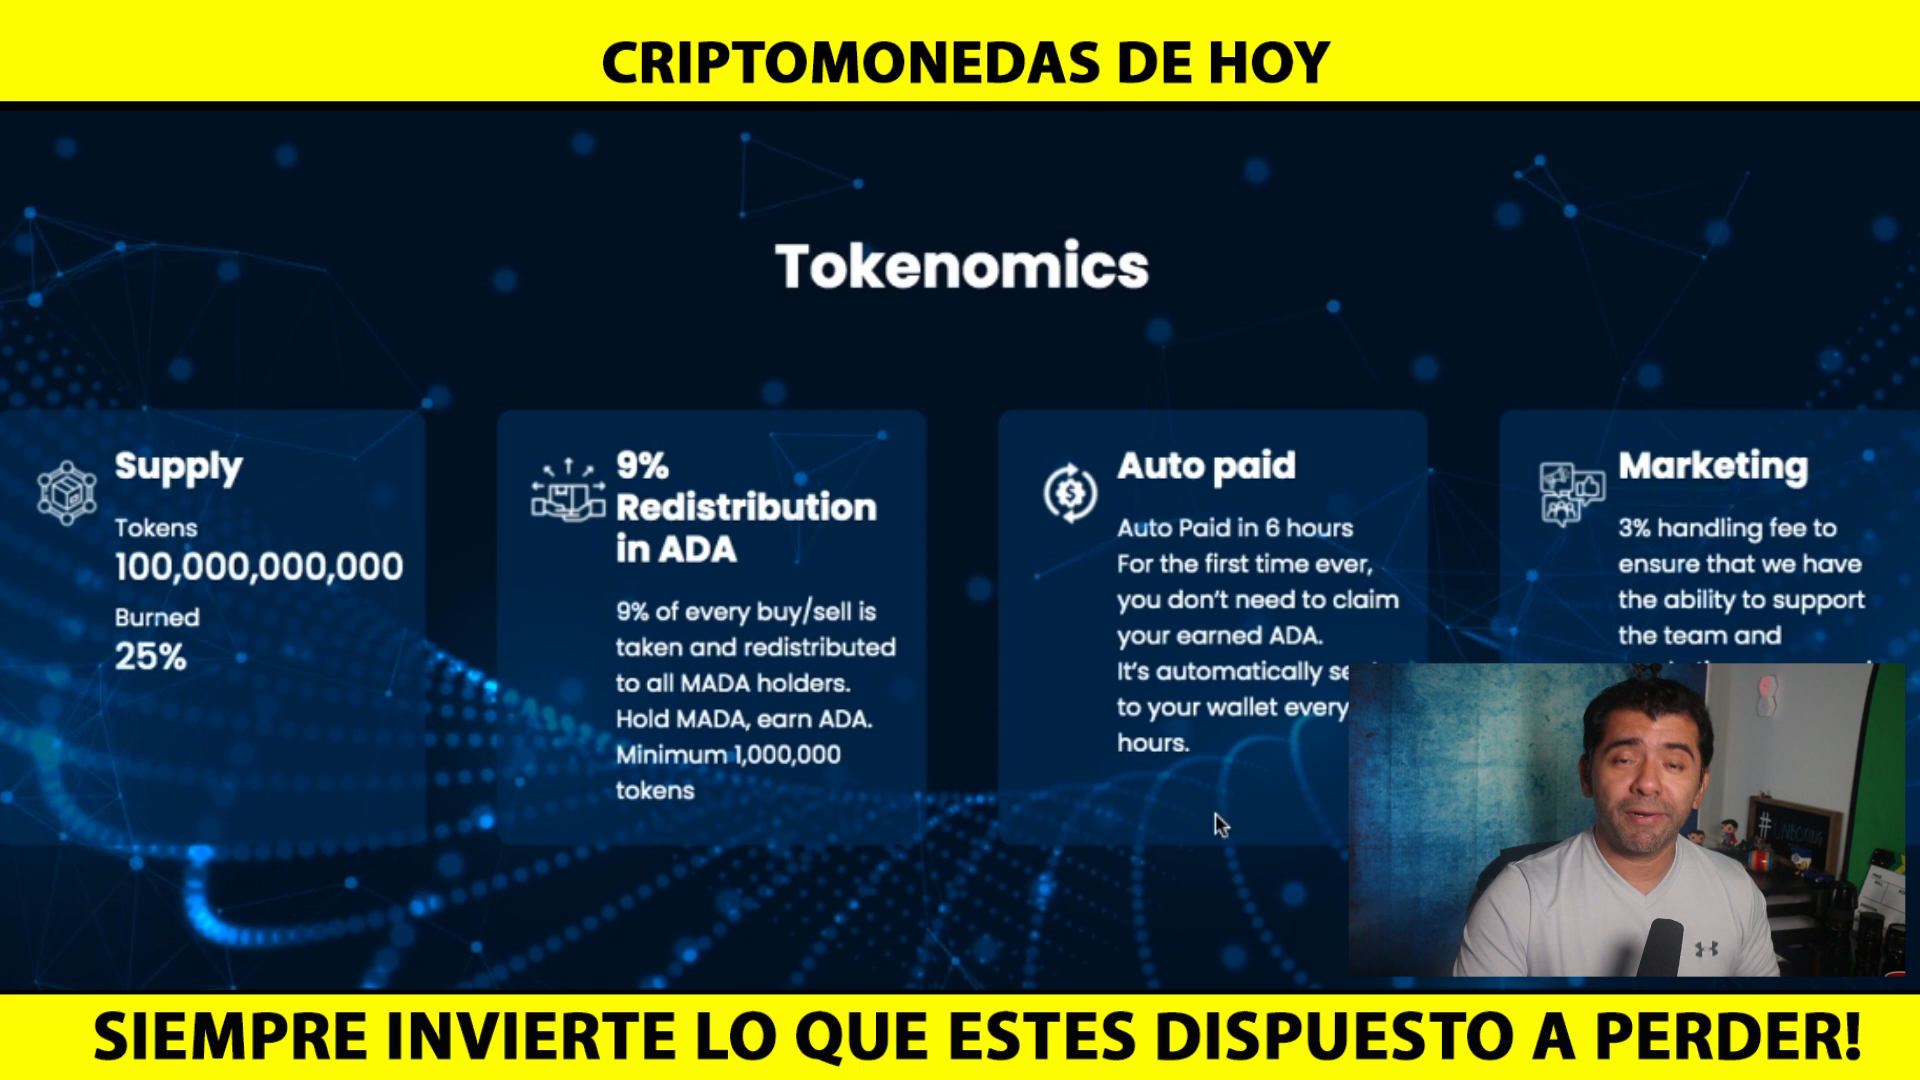 CRIPTOMONEDAS DE HOY
Tokenomics
Supply
Tokens
100,000,000,000
Burned
25%
9%
Redistribution
in ADA
9% of every buy/sell is
taken and redistributed
to all MADA holders.
Hold MADA, earn ADA.
Minimum 1,000,000
tokens
Auto paid
Auto Paid in 6 hours
For the first time ever,
you don't need to claim
your earned ADA.
It's automatically
to your wallet every
hours.
Marketing
3% handling fee to
ensure that we have
the ability to support
the team and
SIEMPRE INVIERTE LO QUE ESTES DISPUESTO A PERDER!